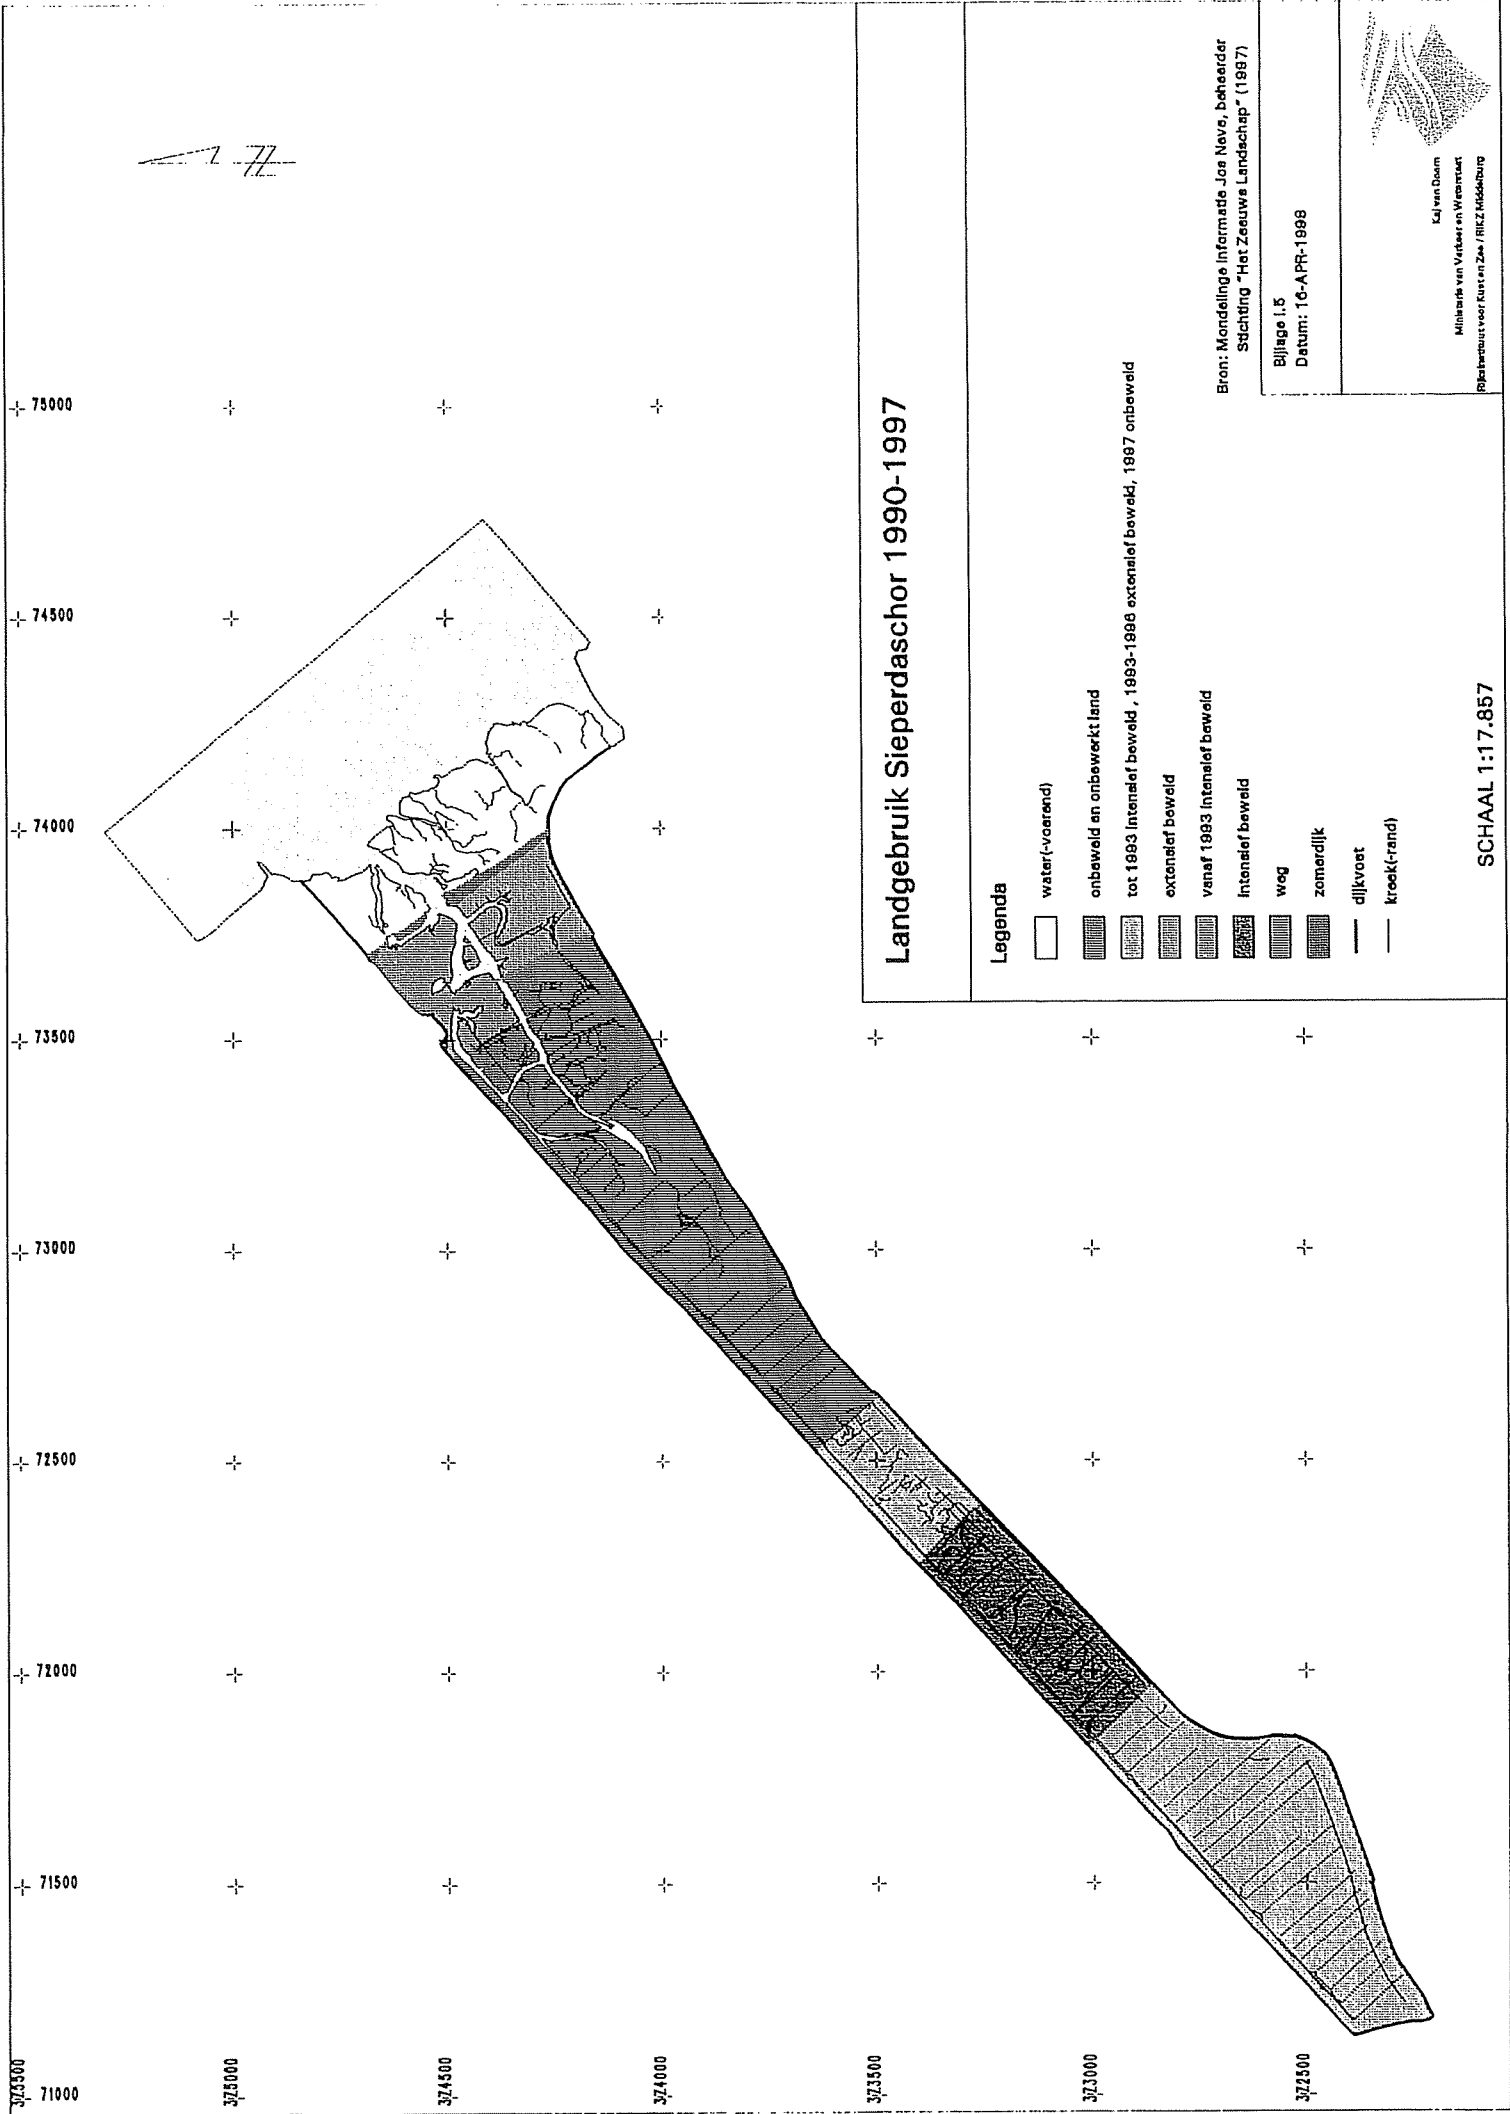 75000
74500
74000
73500
73000
72500
72000
71500
71000
375500
375000
374500
374000
373500
373000
372500
Landgebruik Sieperdaschor 1990-1997
Legenda
water(-voerend)
onbeweid en onbewerkt land
tot 1993 intensief beweid , 1993-1996 extensief beweid, 1997 onbeweid
extensief beweid
vanaf 1993 intensief beweid
intensief beweid
weg
zomerdijk
dijkvoet
kreek(-rand)
SCHAAL 1:17.857
Bron: Mondelinge informatie Jos Neve, beheerder
Stichting "Het Zeeuwse Landschap" (1997)
Bijlage I.5
Datum: 16-APR-1998
Kaj van Doorn
Ministerie van Verkeer en Waterstaat
Rijksinstituut voor Kust en Zee / RIKZ Middelburg